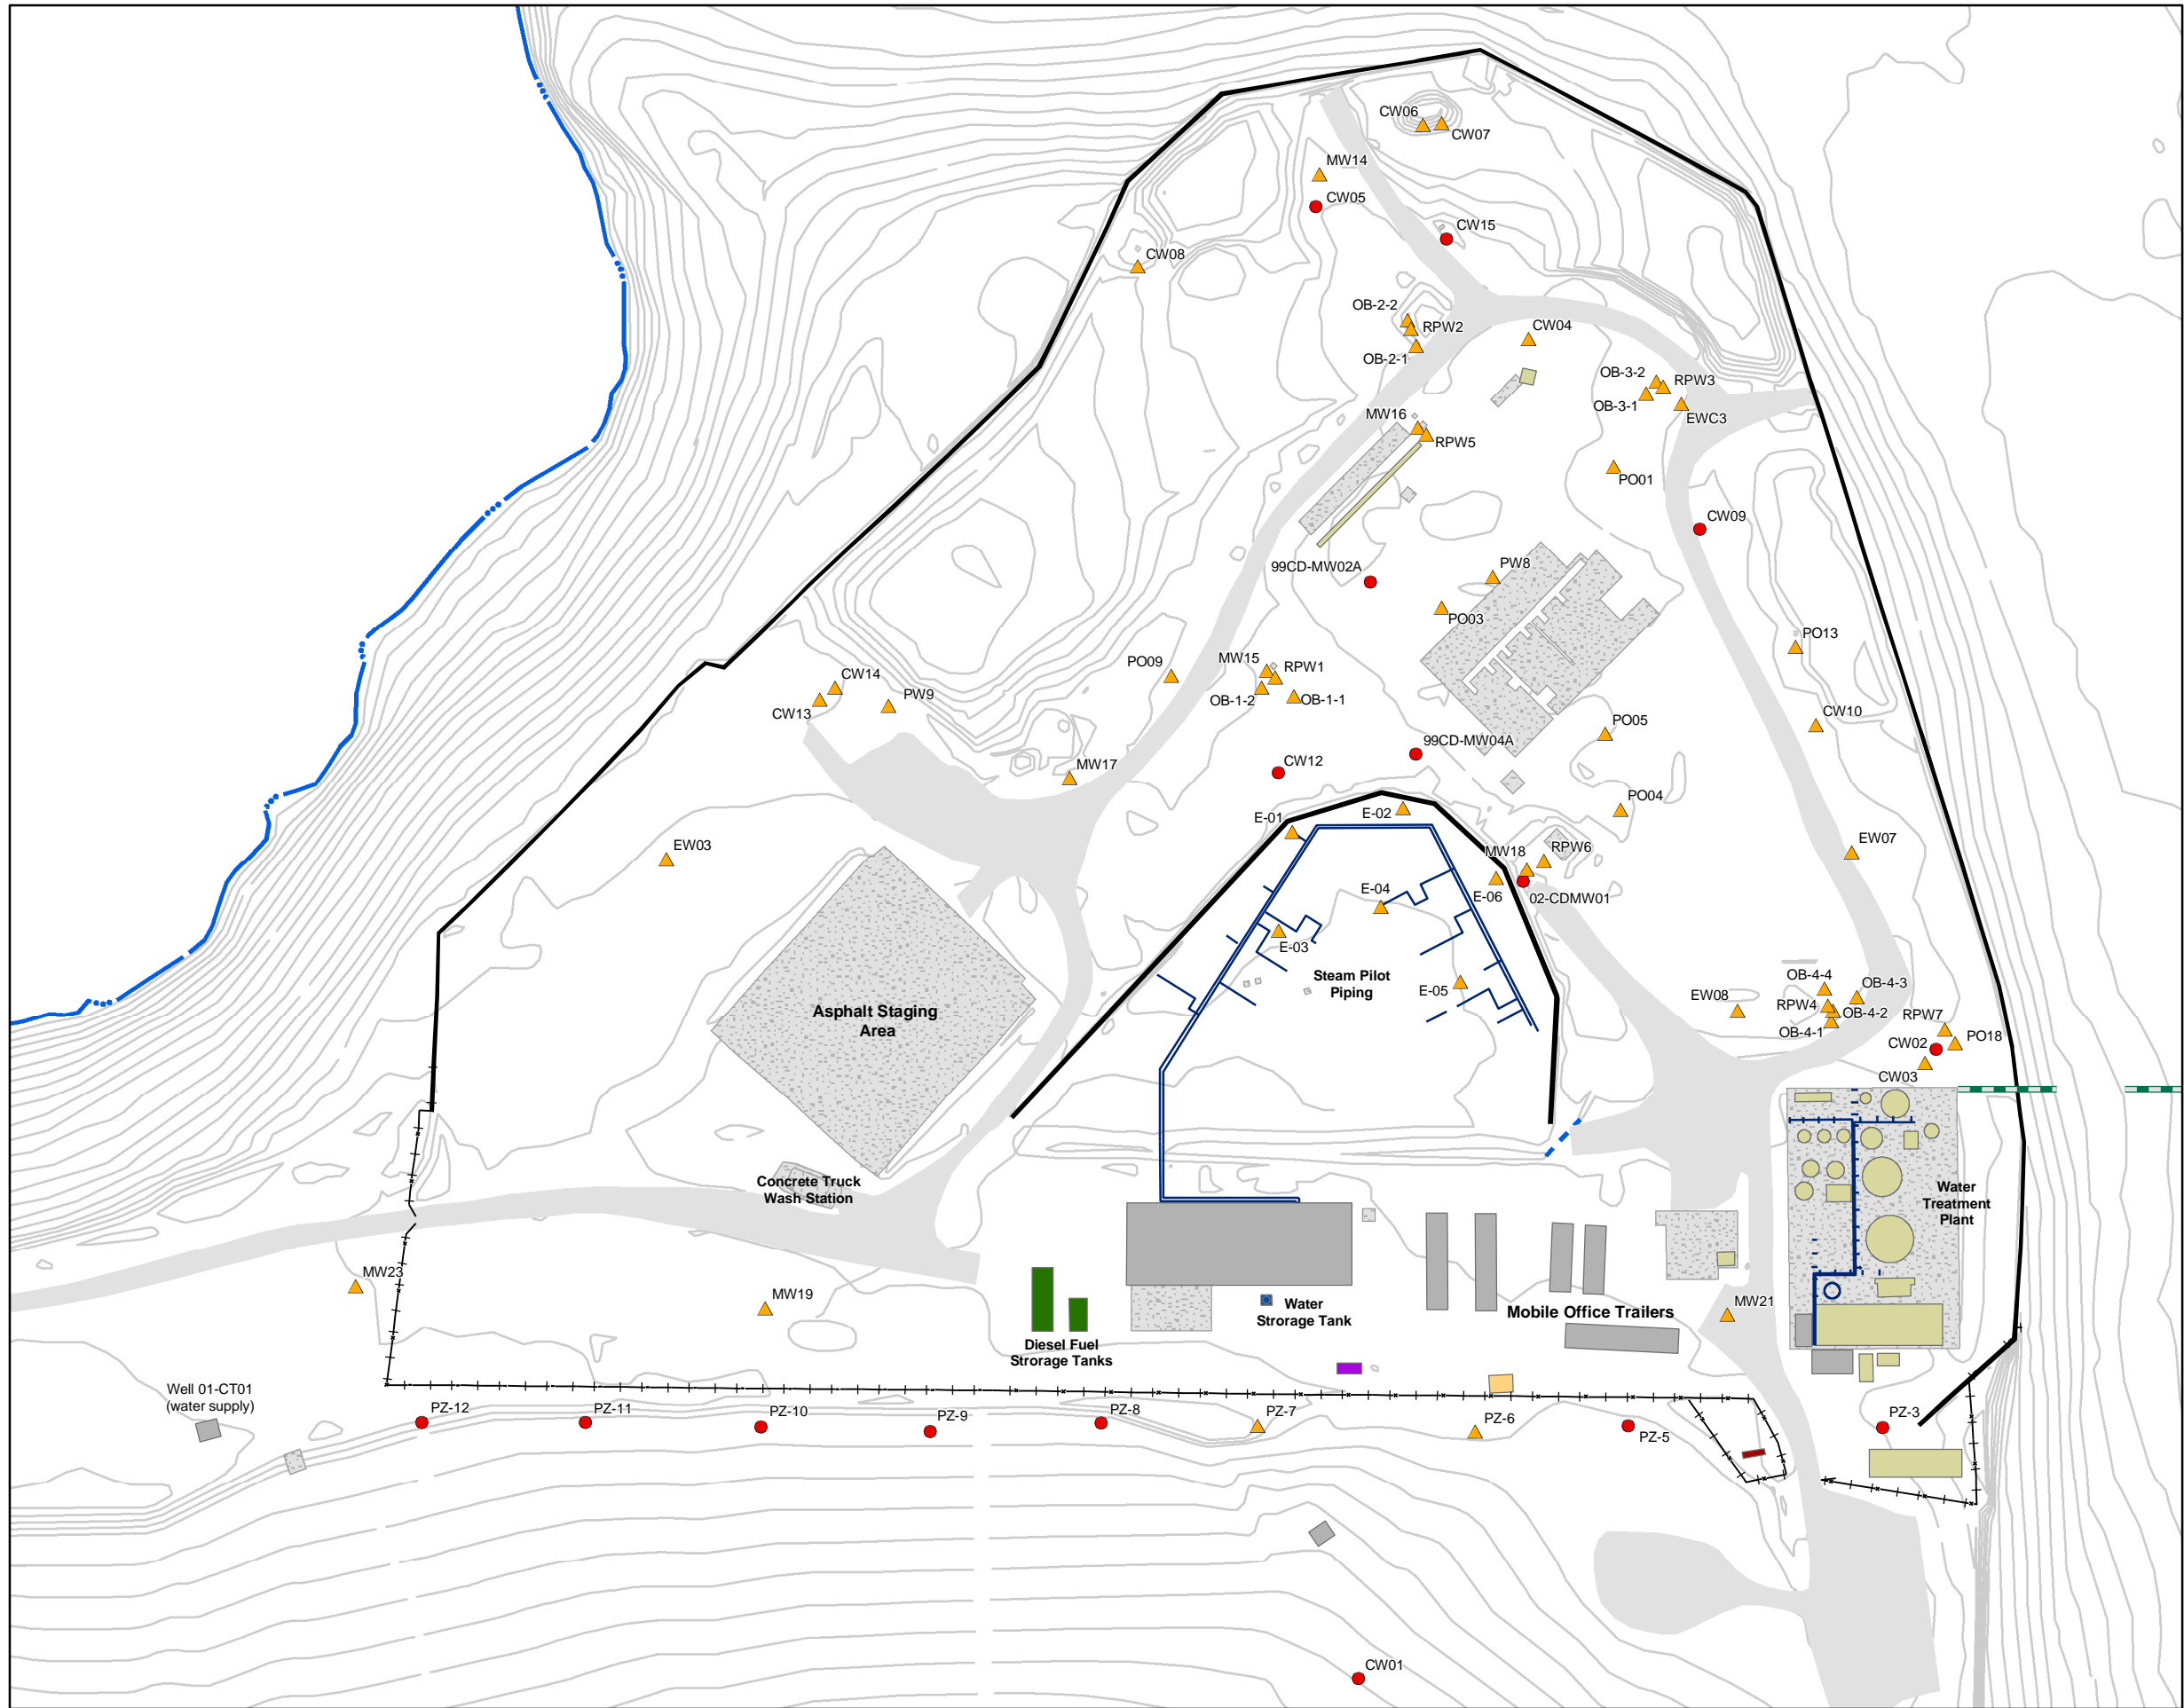 CW06
CW07
MW14
CW05
CW15
CW08
OB-2-2
RPW2
CW04
OB-2-1
OB-3-2
RPW3
OB-3-1
EWC3
MW16
RPW5
PO01
CW09
99CD-MW02A
PW8
PO03
PO13
MW15
RPW1
PO09
CW14
PW9
OB-1-2
OB-1-1
CW13
CW10
PO05
99CD-MW04A
CW12
MW17
PO04
E-02
E-01
EW07
EW03
MW18
RPW6
E-04
E-06
02-CDMW01
E-03
Steam Pilot
Piping
E-05
OB-4-4
OB-4-3
EW08
RPW4
OB-4-2
OB-4-1
RPW7
PO18
CW02
CW03
Asphalt Staging
Area
Concrete Truck
Wash Station
Water
Treatment
Plant
MW23
MW19
Water
Strorage Tank
Mobile Office Trailers
MW21
Diesel Fuel
Strorage Tanks
Well 01-CT01
(water supply)
PZ-12
PZ-11
PZ-10
PZ-9
PZ-8
PZ-7
PZ-6
PZ-5
PZ-3
CW01